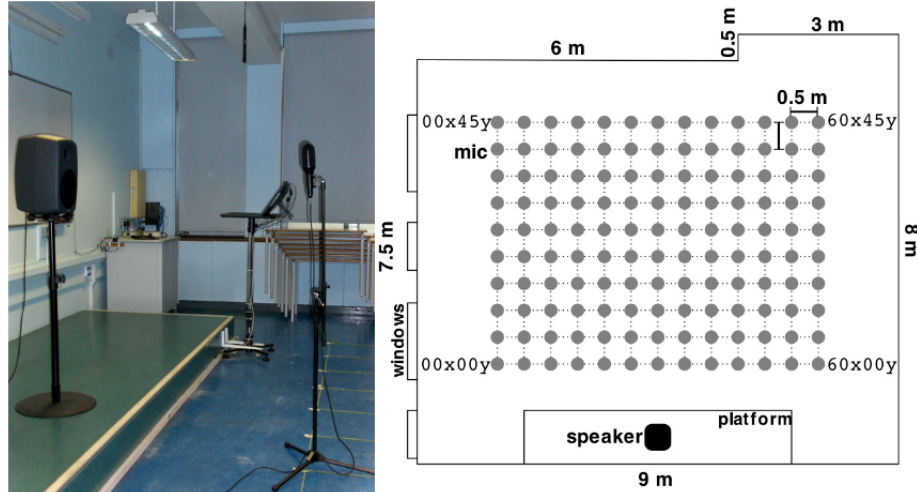 6 m
0.5 m
3 m
0.5 m
00x45y
60x45y
mic
7.5 m
8 m
windows
00x00y
60x00y
platform
speaker
9 m